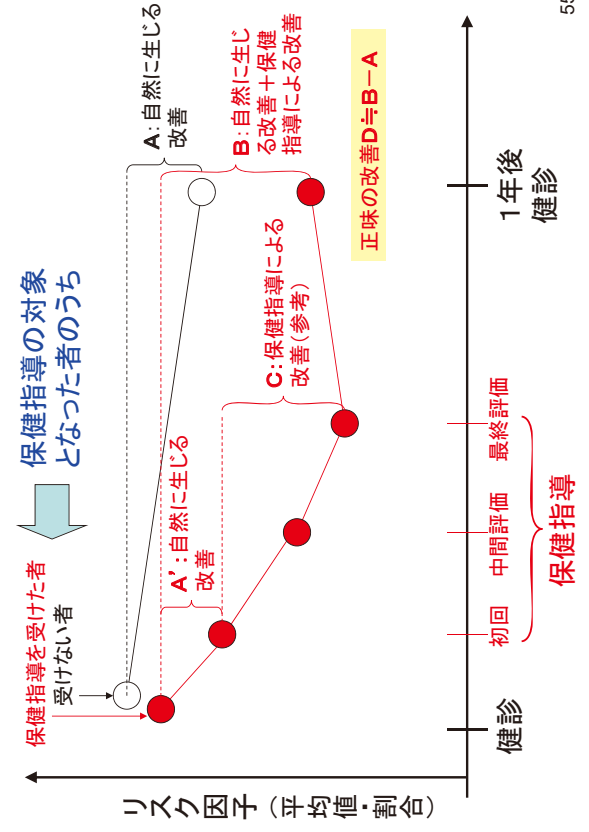 保健指導の対象
となった者のうち
保健指導を受けた者
受けない者
A:自然に生じる
改善
B:自然に生じ
る改善+保健
指導による改善
A’:自然に生じる
改善
C:保健指導による
改善(参考)
正味の改善D≒B-A
リスク因子(平均値・割合)
健診
初回
中間評価
最終評価
保健指導
1年後
健診
55